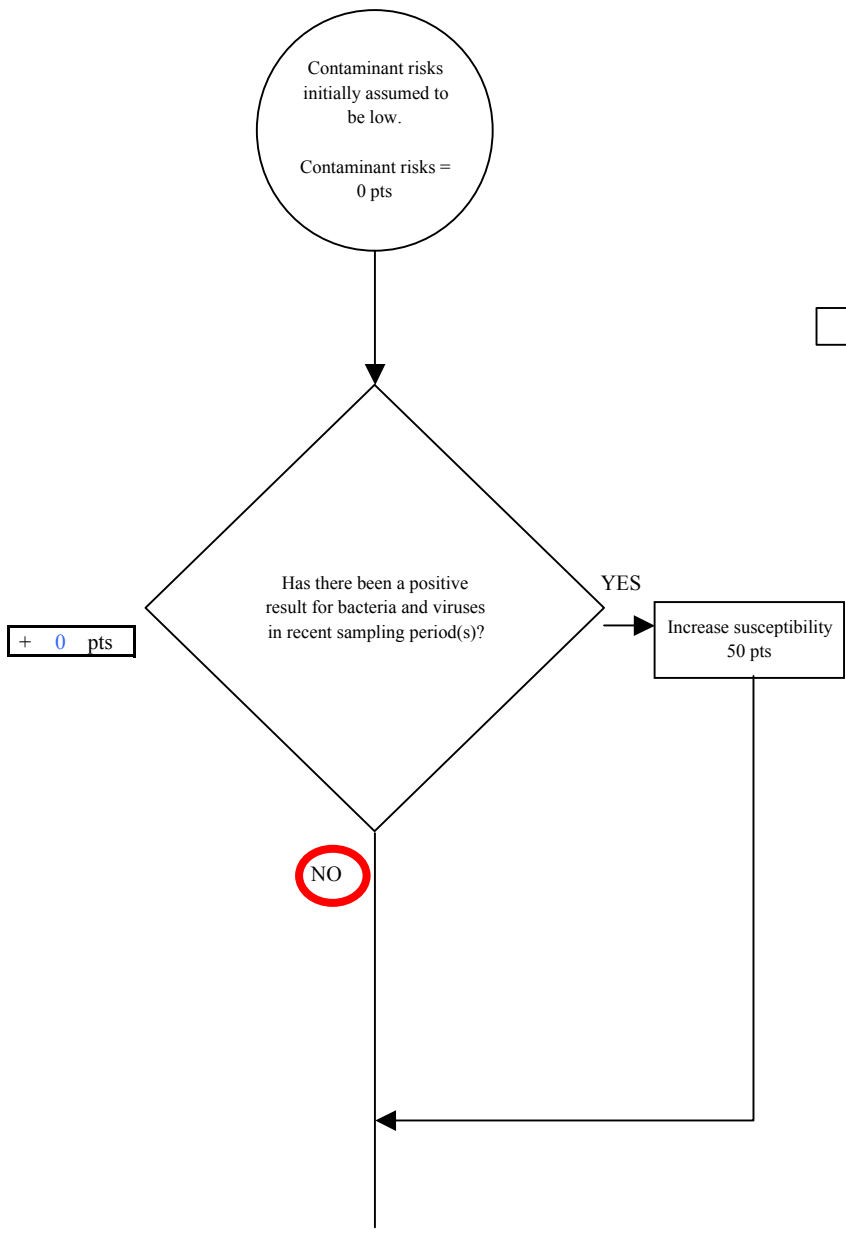 Contaminant risks
initially assumed to
be low.
Contaminant risks =
0 pts
Has there been a positive
result for bacteria and viruses
in recent sampling period(s)?
YES
Increase susceptibility
50 pts
+ 0 pts
NO